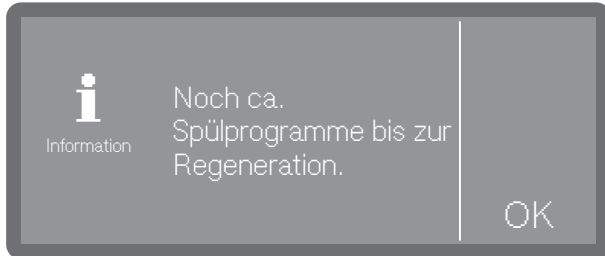 i
Information
Noch ca.
Spülprogramme bis zur
Regeneration.
OK